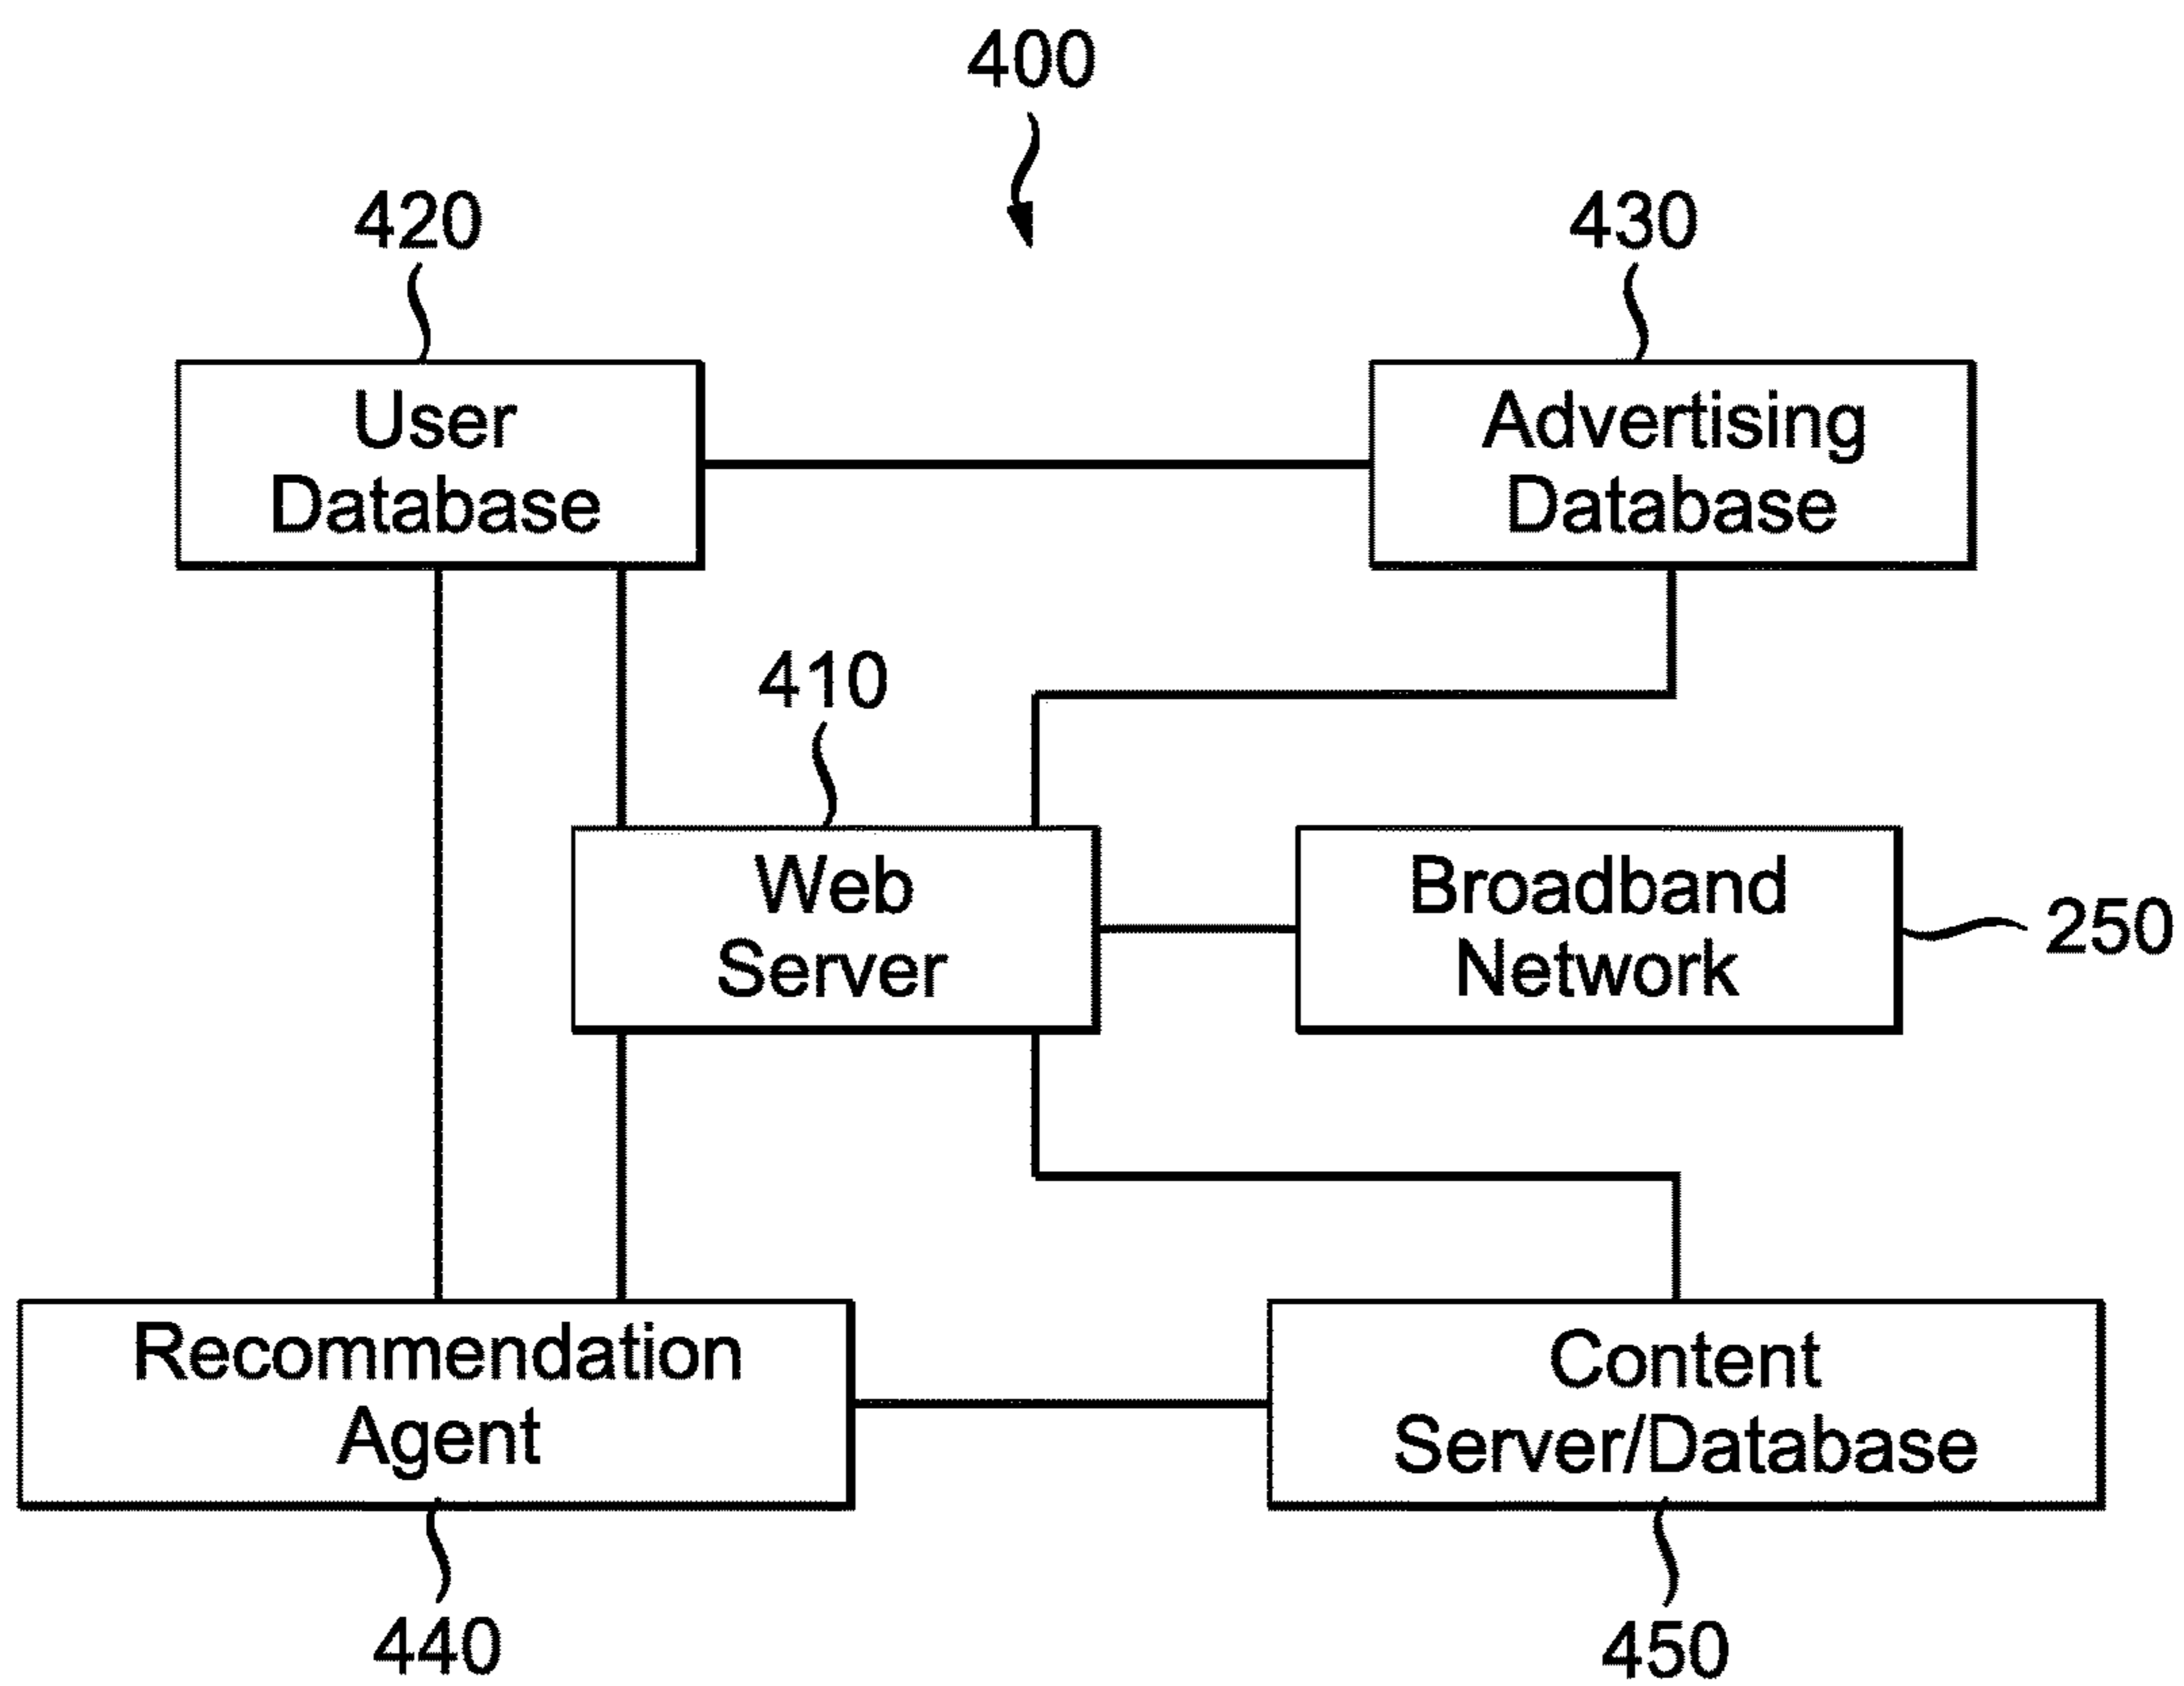 400
420
430
User
Database
Advertising
Database
410
Web
Server
Broadband
Network
250
Recommendation
Agent
Content
Server/Database
440
450